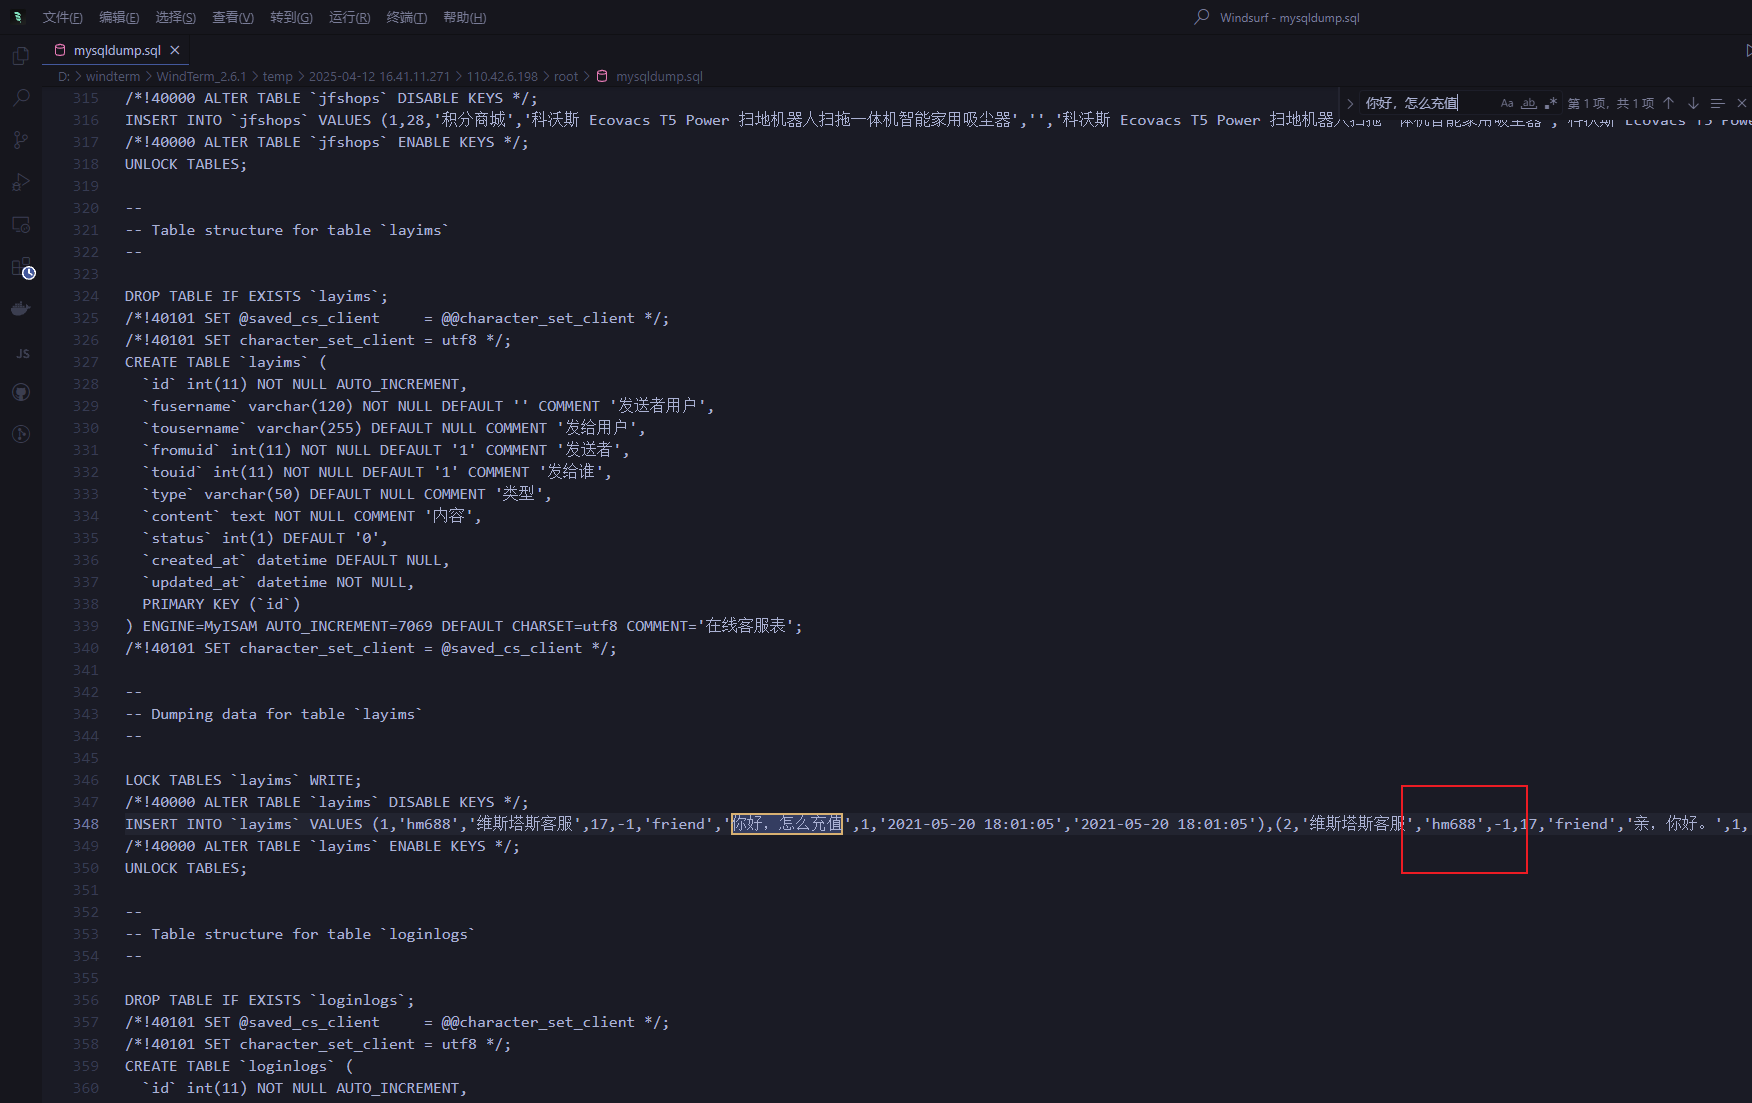 文件(F) 编辑(E) 选择(S) 查看(V) 转到(G) 运行(R) 终端(T) 帮助(H) Windsurf - mysqldump.sql
mysqldump.sql
D: > windterm > WindTerm_2.6.1 > temp > 2025-04-12 16.41.11.271 > 110.42.6.198 > root > mysqldump.sql
你好，怎么充值 Aa ab .* 第 1 项，共 1 项
315 /*!40000 ALTER TABLE `jfshops` DISABLE KEYS */;
316 INSERT INTO `jfshops` VALUES (1,28,'积分商城','科沃斯 Ecovacs T5 Power 扫地机器人扫拖一体机智能家用吸尘器','','科沃斯 Ecovacs T5 Power 扫地机器人扫拖一体机智能家用吸尘器','科沃斯 Ecovacs T5 Powe
317 /*!40000 ALTER TABLE `jfshops` ENABLE KEYS */;
318 UNLOCK TABLES;
319
320 --
321 -- Table structure for table `layims`
322 --
323
324 DROP TABLE IF EXISTS `layims`;
325 /*!40101 SET @saved_cs_client     = @@character_set_client */;
326 /*!40101 SET character_set_client = utf8 */;
327 CREATE TABLE `layims` (
328   `id` int(11) NOT NULL AUTO_INCREMENT,
329   `fusername` varchar(120) NOT NULL DEFAULT '' COMMENT '发送者用户',
330   `tousername` varchar(255) DEFAULT NULL COMMENT '发给用户',
331   `fromuid` int(11) NOT NULL DEFAULT '1' COMMENT '发送者',
332   `touid` int(11) NOT NULL DEFAULT '1' COMMENT '发给谁',
333   `type` varchar(50) DEFAULT NULL COMMENT '类型',
334   `content` text NOT NULL COMMENT '内容',
335   `status` int(1) DEFAULT '0',
336   `created_at` datetime DEFAULT NULL,
337   `updated_at` datetime NOT NULL,
338   PRIMARY KEY (`id`)
339 ) ENGINE=MyISAM AUTO_INCREMENT=7069 DEFAULT CHARSET=utf8 COMMENT='在线客服表';
340 /*!40101 SET character_set_client = @saved_cs_client */;
341
342 --
343 -- Dumping data for table `layims`
344 --
345
346 LOCK TABLES `layims` WRITE;
347 /*!40000 ALTER TABLE `layims` DISABLE KEYS */;
348 INSERT INTO `layims` VALUES (1,'hm688','维斯塔斯客服',17,-1,'friend','你好，怎么充值',1,'2021-05-20 18:01:05','2021-05-20 18:01:05'),(2,'维斯塔斯客服','hm688',-1,17,'friend','亲，你好。',1,
349 /*!40000 ALTER TABLE `layims` ENABLE KEYS */;
350 UNLOCK TABLES;
351
352 --
353 -- Table structure for table `loginlogs`
354 --
355
356 DROP TABLE IF EXISTS `loginlogs`;
357 /*!40101 SET @saved_cs_client     = @@character_set_client */;
358 /*!40101 SET character_set_client = utf8 */;
359 CREATE TABLE `loginlogs` (
360   `id` int(11) NOT NULL AUTO_INCREMENT,
JS